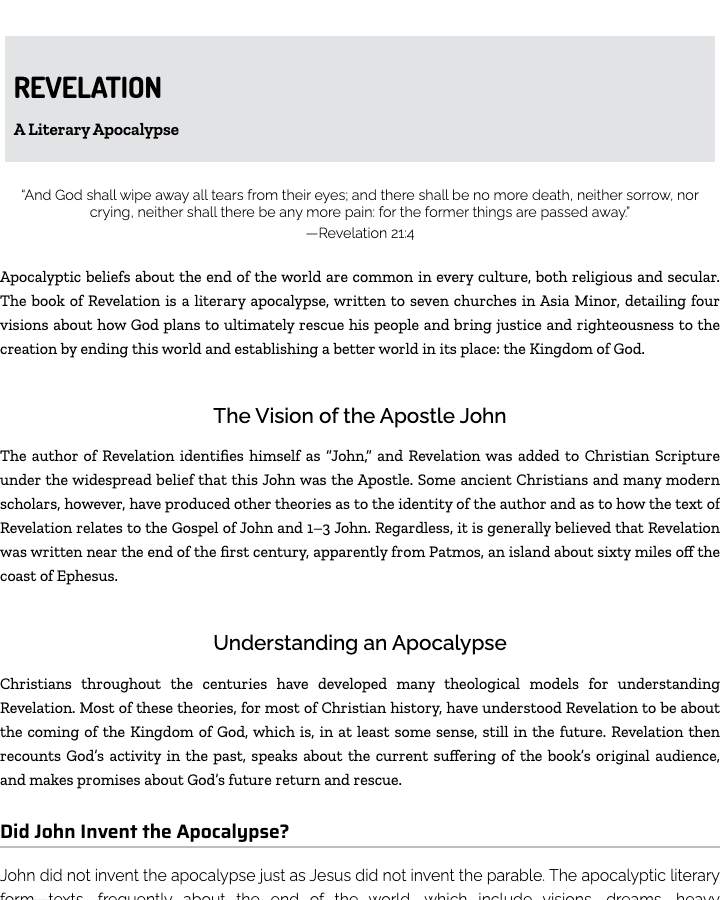 REVELATION
A Literary Apocalypse
“And God shall wipe away all tears from their eyes; and there shall be no more death, neither sorrow, nor
crying, neither shall there be any more pain: for the former things are passed away.”
—Revelation 21:4
Apocalyptic beliefs about the end of the world are common in every culture, both religious and secular.
The book of Revelation is a literary apocalypse, written to seven churches in Asia Minor, detailing four
visions about how God plans to ultimately rescue his people and bring justice and righteousness to the
creation by ending this world and establishing a better world in its place: the Kingdom of God.
The Vision of the Apostle John
The author of Revelation identifies himself as “John,” and Revelation was added to Christian Scripture
under the widespread belief that this John was the Apostle. Some ancient Christians and many modern
scholars, however, have produced other theories as to the identity of the author and as to how the text of
Revelation relates to the Gospel of John and 1–3 John. Regardless, it is generally believed that Revelation
was written near the end of the first century, apparently from Patmos, an island about sixty miles off the
coast of Ephesus.
Understanding an Apocalypse
Christians throughout the centuries have developed many theological models for understanding
Revelation. Most of these theories, for most of Christian history, have understood Revelation to be about
the coming of the Kingdom of God, which is, in at least some sense, still in the future. Revelation then
recounts God’s activity in the past, speaks about the current suffering of the book’s original audience,
and makes promises about God’s future return and rescue.
Did John Invent the Apocalypse?
John did not invent the apocalypse just as Jesus did not invent the parable. The apocalyptic literary
form, texts, frequently about the end of the world, which include visions, dreams, heavy